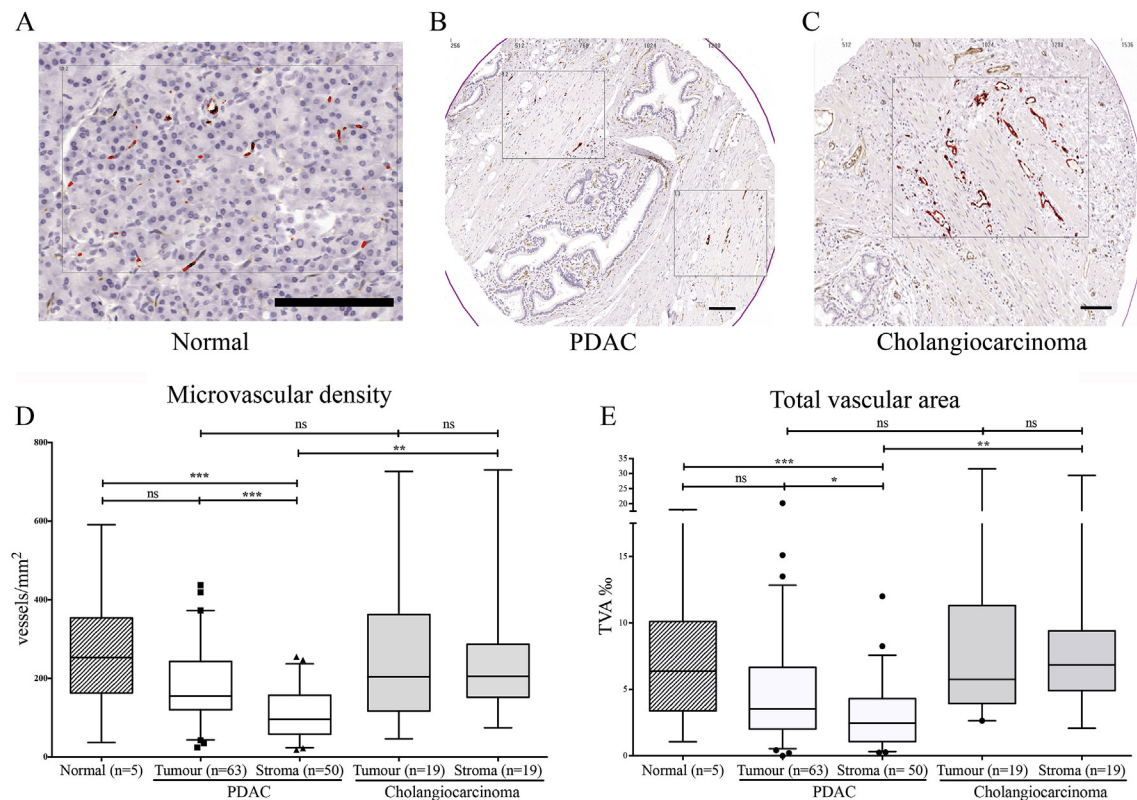 A
B
C
256 512 768 1024 1280
512 768 1024 1280 1536
Normal
PDAC
Cholangiocarcinoma
D
Microvascular density
ns ns
**
***
ns ***
800
600
400
200
0
vessels/mm²
Normal (n=5) Tumour (n=63) Stroma (n=50) Tumour (n=19) Stroma (n=19)
PDAC Cholangiocarcinoma
E
Total vascular area
ns ns
**
***
ns *
35
30
25
20
15
10
5
0
TVA ‰
Normal (n=5) Tumour (n=63) Stroma (n= 50) Tumour (n=19) Stroma (n=19)
PDAC Cholangiocarcinoma